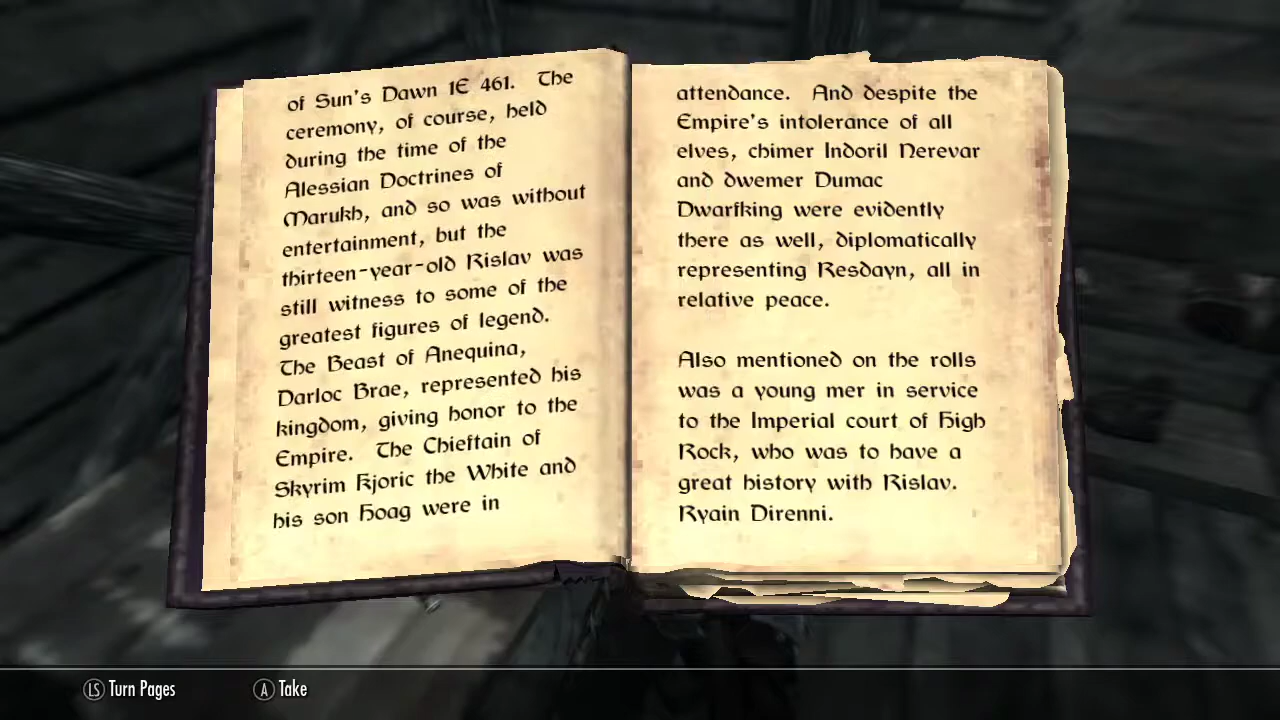 of Sun's Dawn 1E 461. The
ceremony, of course, held
during the time of the
Alessian Doctrines of
Marukh, and so was without
entertainment, but the
thirteen-year-old Rislav was
still witness to some of the
greatest figures of legend.
The Beast of Anequina,
Darloc Brae, represented his
kingdom, giving honor to the
Empire. The Chieftain of
Skyrim Kjoric the White and
his son Hoag were in
attendance. And despite the
Empire's intolerance of all
elves, chimer Indoril Nerevar
and dwemer Dumac
Dwarfking were evidently
there as well, diplomatically
representing Resdayn, all in
relative peace.
Also mentioned on the rolls
was a young mer in service
to the Imperial court of High
Rock, who was to have a
great history with Rislav.
Ryain Direnni.
LS Turn Pages
A Take